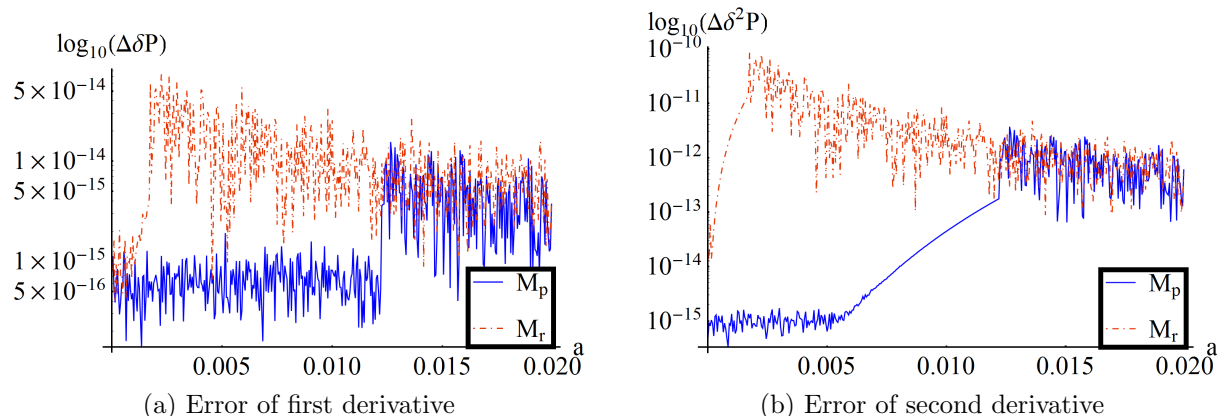 log₁₀(ΔδP)
5 × 10⁻¹⁴
1 × 10⁻¹⁴
5 × 10⁻¹⁵
1 × 10⁻¹⁵
5 × 10⁻¹⁶
Mₚ
Mᵣ
a
0.005 0.010 0.015 0.020
(a) Error of first derivative
log₁₀(Δδ²P)
10⁻¹⁰
10⁻¹¹
10⁻¹²
10⁻¹³
10⁻¹⁴
10⁻¹⁵
Mₚ
Mᵣ
a
0.005 0.010 0.015 0.020
(b) Error of second derivative